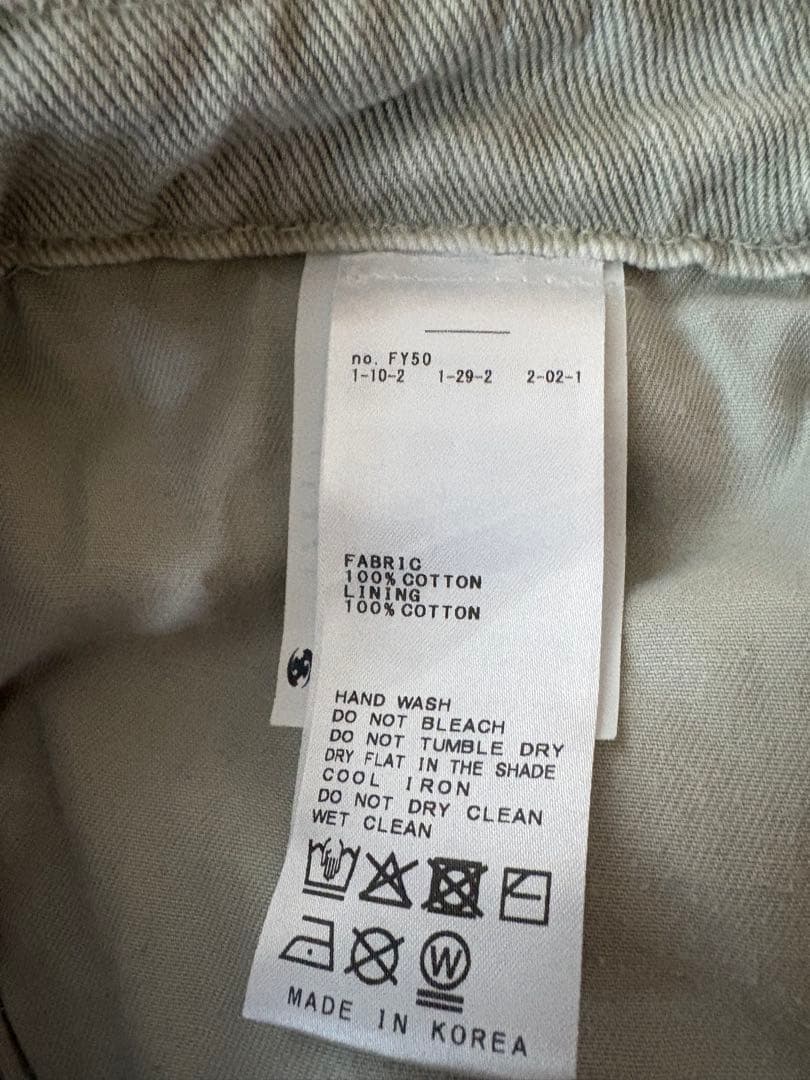 no. FY50
1-10-2 1-29-2 2-02-1
FABRIC
100% COTTON
LINING
100% COTTON
HAND WASH
DO NOT BLEACH
DO NOT TUMBLE DRY
DRY FLAT IN THE SHADE
COOL IRON
DO NOT DRY CLEAN
WET CLEAN
W
MADE IN KOREA